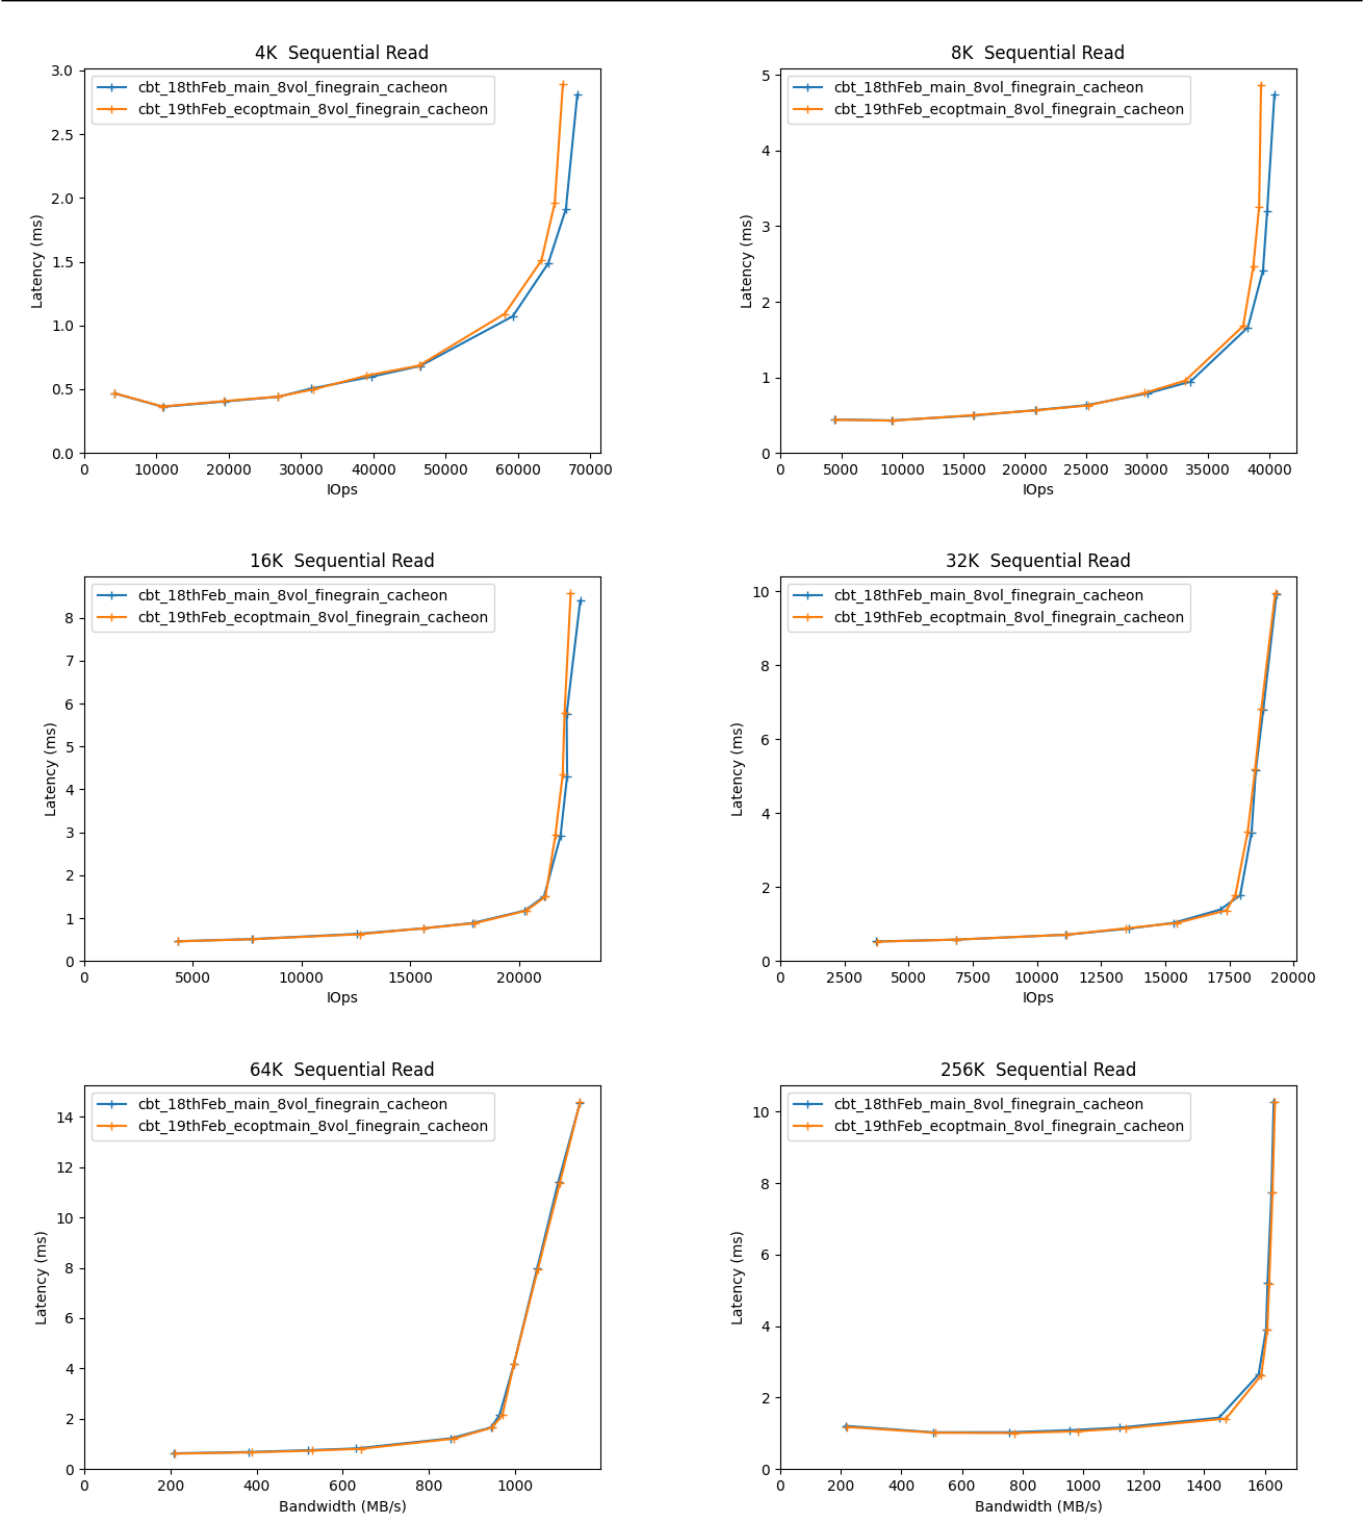 4K  Sequential Read
cbt_18thFeb_main_8vol_finegrain_cacheon
cbt_19thFeb_ecoptmain_8vol_finegrain_cacheon
Latency (ms)
3.0
2.5
2.0
1.5
1.0
0.5
0.0
0 10000 20000 30000 40000 50000 60000 70000
IOps
8K  Sequential Read
cbt_18thFeb_main_8vol_finegrain_cacheon
cbt_19thFeb_ecoptmain_8vol_finegrain_cacheon
Latency (ms)
5
4
3
2
1
0
0 5000 10000 15000 20000 25000 30000 35000 40000
IOps
16K  Sequential Read
cbt_18thFeb_main_8vol_finegrain_cacheon
cbt_19thFeb_ecoptmain_8vol_finegrain_cacheon
Latency (ms)
8
7
6
5
4
3
2
1
0
0 5000 10000 15000 20000
IOps
32K  Sequential Read
cbt_18thFeb_main_8vol_finegrain_cacheon
cbt_19thFeb_ecoptmain_8vol_finegrain_cacheon
Latency (ms)
10
8
6
4
2
0
0 2500 5000 7500 10000 12500 15000 17500 20000
IOps
64K  Sequential Read
cbt_18thFeb_main_8vol_finegrain_cacheon
cbt_19thFeb_ecoptmain_8vol_finegrain_cacheon
Latency (ms)
14
12
10
8
6
4
2
0
0 200 400 600 800 1000
Bandwidth (MB/s)
256K  Sequential Read
cbt_18thFeb_main_8vol_finegrain_cacheon
cbt_19thFeb_ecoptmain_8vol_finegrain_cacheon
Latency (ms)
10
8
6
4
2
0
0 200 400 600 800 1000 1200 1400 1600
Bandwidth (MB/s)